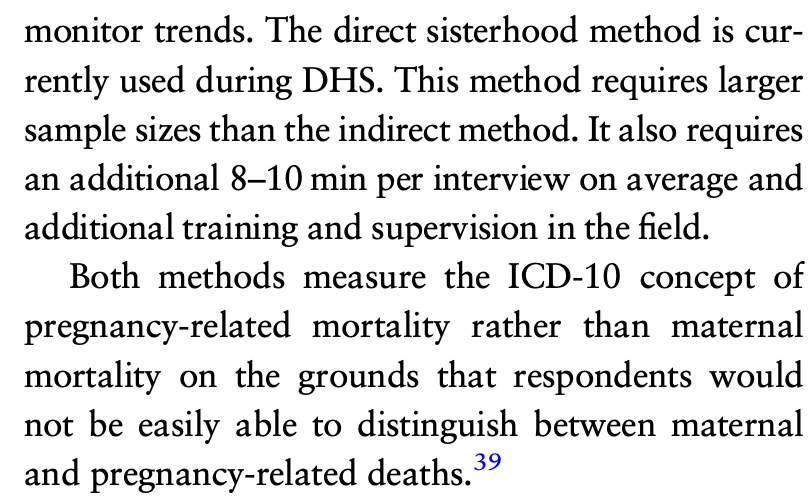 monitor trends. The direct sisterhood method is cur-
rently used during DHS. This method requires larger
sample sizes than the indirect method. It also requires
an additional 8–10 min per interview on average and
additional training and supervision in the field.
Both methods measure the ICD-10 concept of
pregnancy-related mortality rather than maternal
mortality on the grounds that respondents would
not be easily able to distinguish between maternal
and pregnancy-related deaths.39